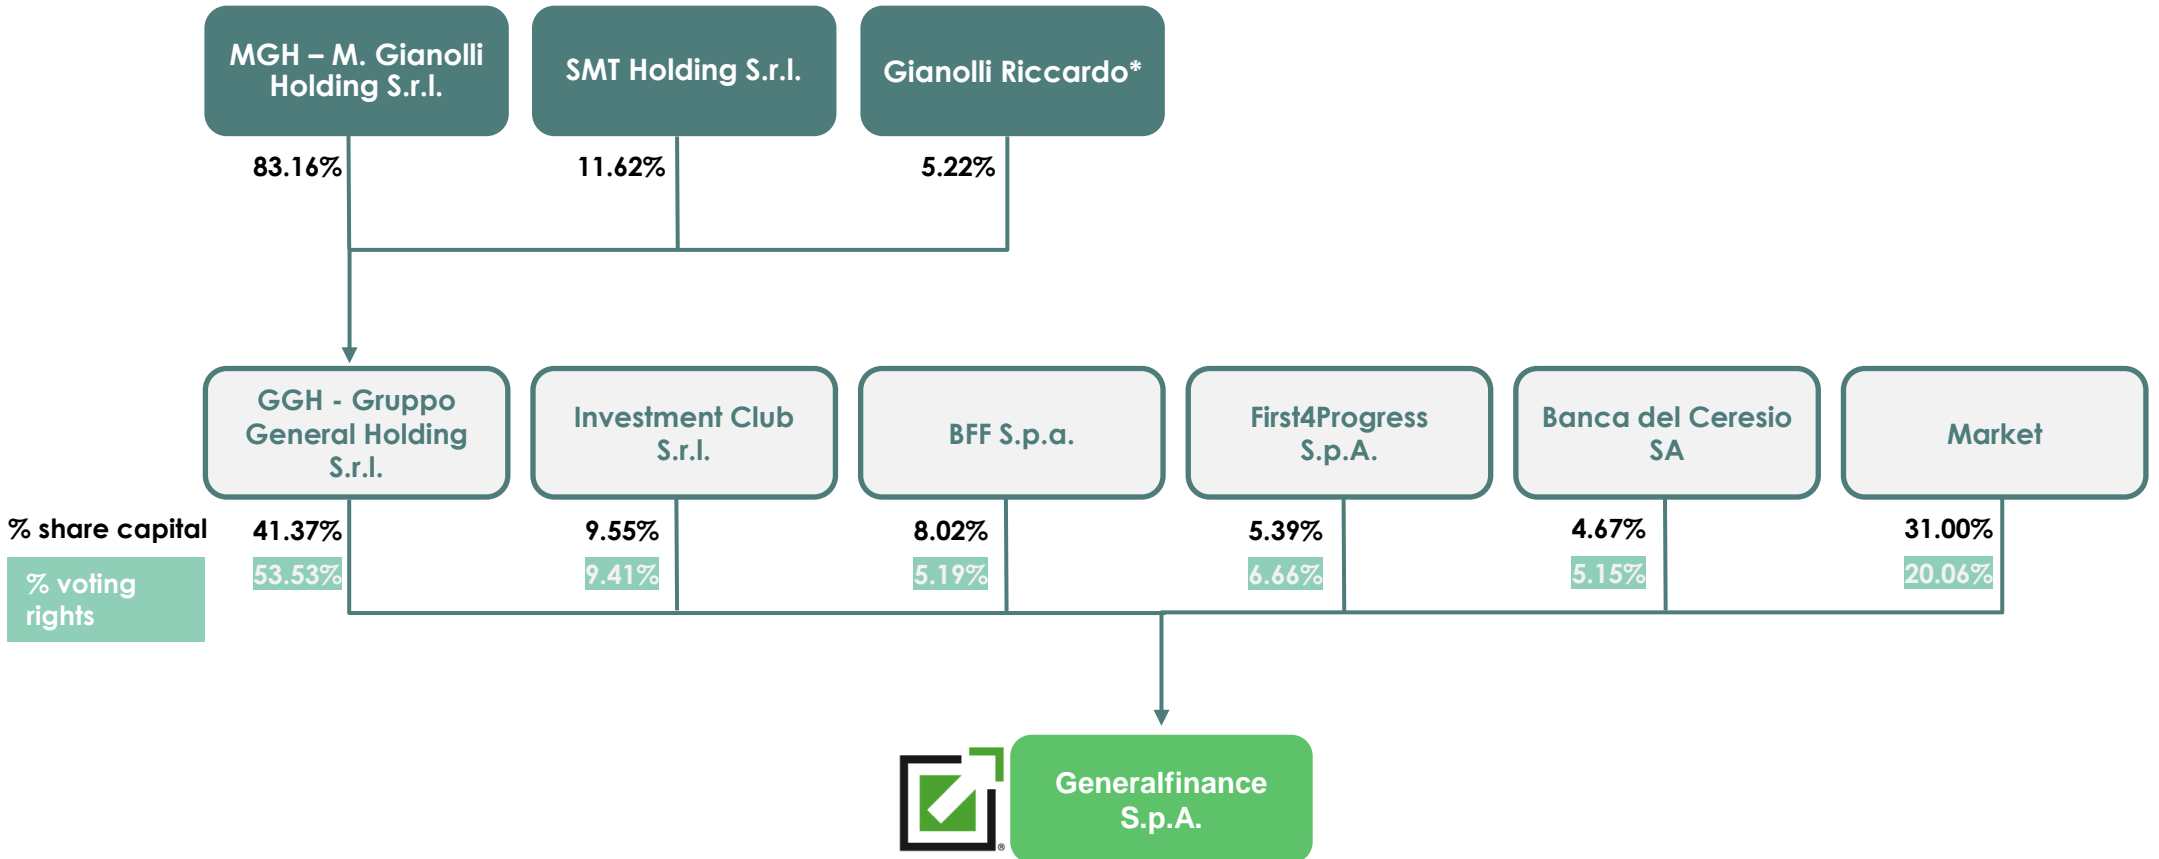 MGH – M. Gianolli
Holding S.r.l.
SMT Holding S.r.l.
Gianolli Riccardo*
83.16%
11.62%
5.22%
GGH - Gruppo
General Holding
S.r.l.
Investment Club
S.r.l.
BFF S.p.a.
First4Progress
S.p.A.
Banca del Ceresio
SA
Market
% share capital
41.37%
9.55%
8.02%
5.39%
4.67%
31.00%
% voting
rights
53.53%
9.41%
5.19%
6.66%
5.15%
20.06%
®
Generalfinance
S.p.A.